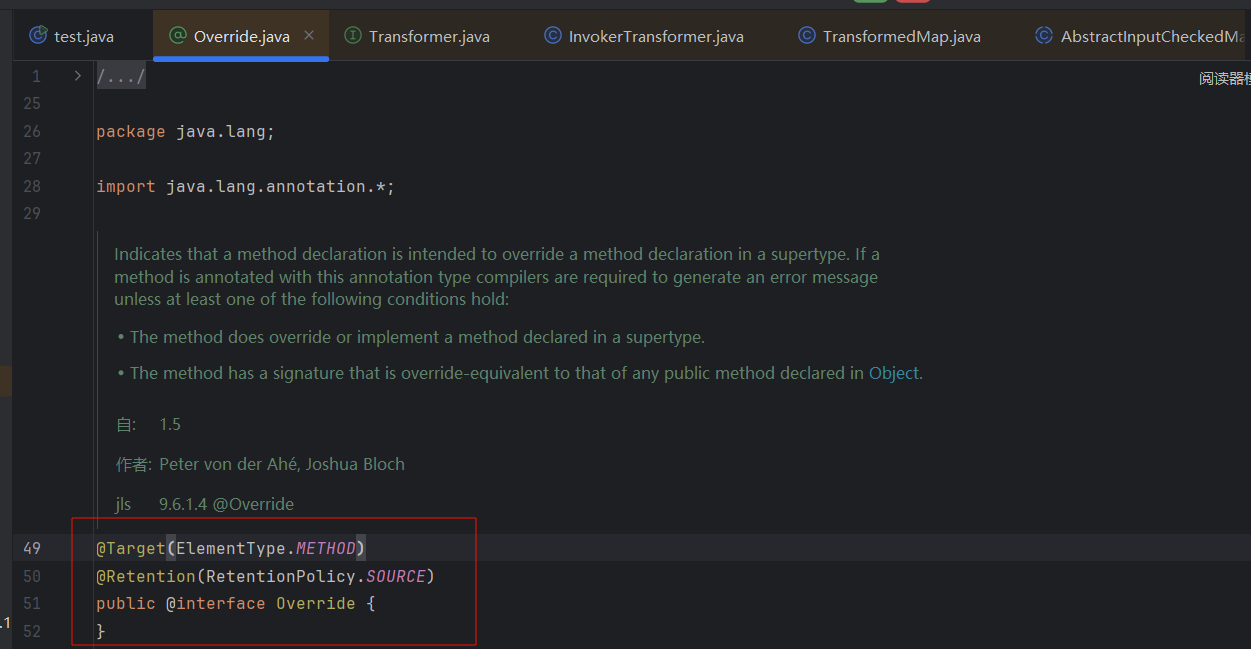 test.java Override.java Transformer.java InvokerTransformer.java TransformedMap.java AbstractInputCheckedMa
1 /.../
阅读器
25
26 package java.lang;
27
28 import java.lang.annotation.*;
29
Indicates that a method declaration is intended to override a method declaration in a supertype. If a
method is annotated with this annotation type compilers are required to generate an error message
unless at least one of the following conditions hold:
• The method does override or implement a method declared in a supertype.
• The method has a signature that is override-equivalent to that of any public method declared in Object.
自: 1.5
作者: Peter von der Ahé, Joshua Bloch
jls 9.6.1.4 @Override
49 @Target(ElementType.METHOD)
50 @Retention(RetentionPolicy.SOURCE)
51 public @interface Override {
.1
52 }